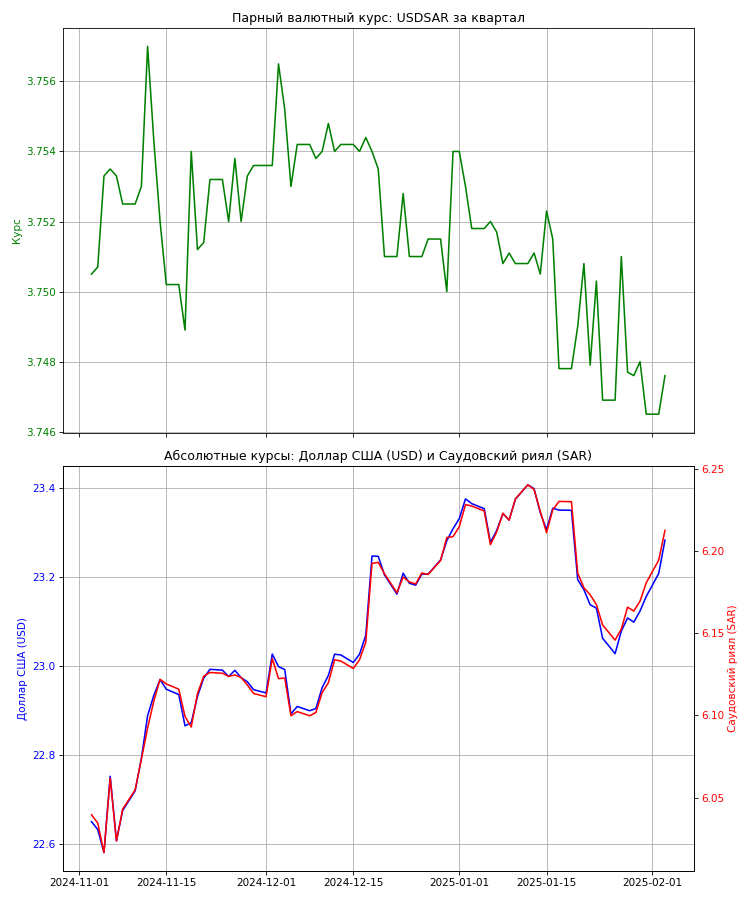 Парный валютный курс: USDSAR за квартал
Курс
3.756
3.754
3.752
3.750
3.748
3.746
Абсолютные курсы: Доллар США (USD) и Саудовский риял (SAR)
Доллар США (USD)
23.4
23.2
23.0
22.8
22.6
6.25
6.20
6.15
6.10
6.05
Саудовский риял (SAR)
2024-11-01 2024-11-15 2024-12-01 2024-12-15 2025-01-01 2025-01-15 2025-02-01